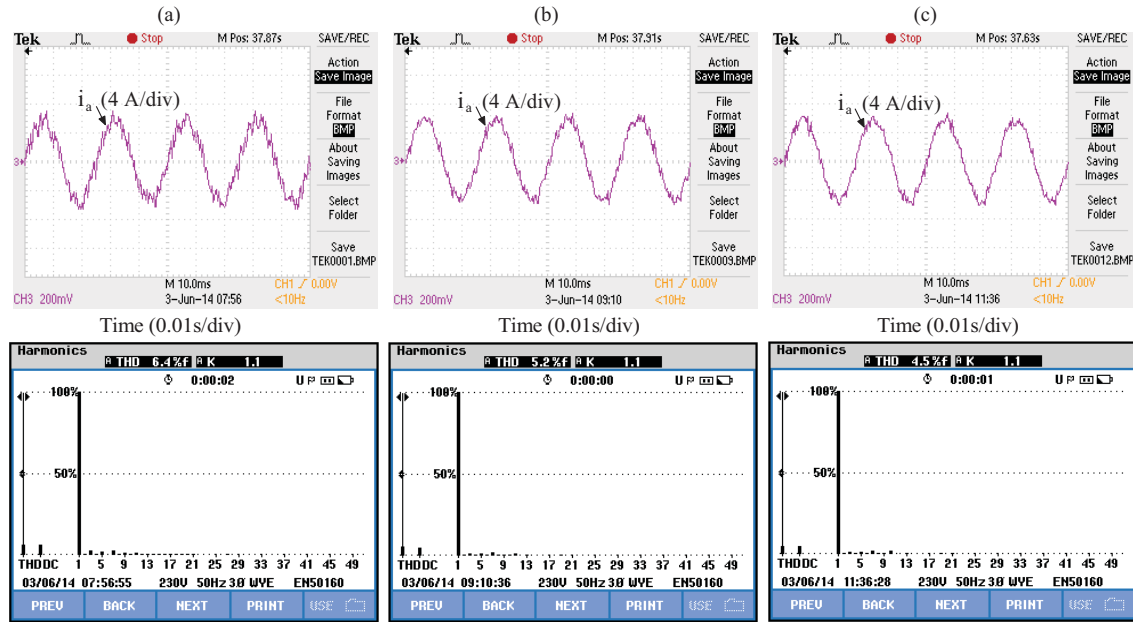 (a)
Tek Stop M Pos: 37.87s SAVE/REC
Action
Save Image
File
Format
BMP
About
Saving
Images
Select
Folder
Save
TEK0001.BMP
i_a (4 A/div)
3
M 10.0ms CH1 0.00V
CH3 200mV 3-Jun-14 07:56 <10Hz
Time (0.01s/div)
(b)
Tek Stop M Pos: 37.91s SAVE/REC
Action
Save Image
File
Format
BMP
About
Saving
Images
Select
Folder
Save
TEK0009.BMP
i_a (4 A/div)
3
M 10.0ms CH1 0.00V
CH3 200mV 3-Jun-14 09:10 <10Hz
Time (0.01s/div)
(c)
Tek Stop M Pos: 37.63s SAVE/REC
Action
Save Image
File
Format
BMP
About
Saving
Images
Select
Folder
Save
TEK0012.BMP
i_a (4 A/div)
3
M 10.0ms CH1 0.00V
CH3 200mV 3-Jun-14 11:36 <10Hz
Time (0.01s/div)
Harmonics
A THD 6.4%f A K 1.1
0:00:02 U P
100%
50%
THDDC 1 5 9 13 17 21 25 29 33 37 41 45 49
03/06/14 07:56:55 230V 50Hz 3Ø WYE EN50160
PREV BACK NEXT PRINT USE
Harmonics
A THD 5.2%f A K 1.1
0:00:00 U P
100%
50%
THDDC 1 5 9 13 17 21 25 29 33 37 41 45 49
03/06/14 09:10:36 230V 50Hz 3Ø WYE EN50160
PREV BACK NEXT PRINT USE
Harmonics
A THD 4.5%f A K 1.1
0:00:01 U P
100%
50%
THDDC 1 5 9 13 17 21 25 29 33 37 41 45 49
03/06/14 11:36:28 230V 50Hz 3Ø WYE EN50160
PREV BACK NEXT PRINT USE